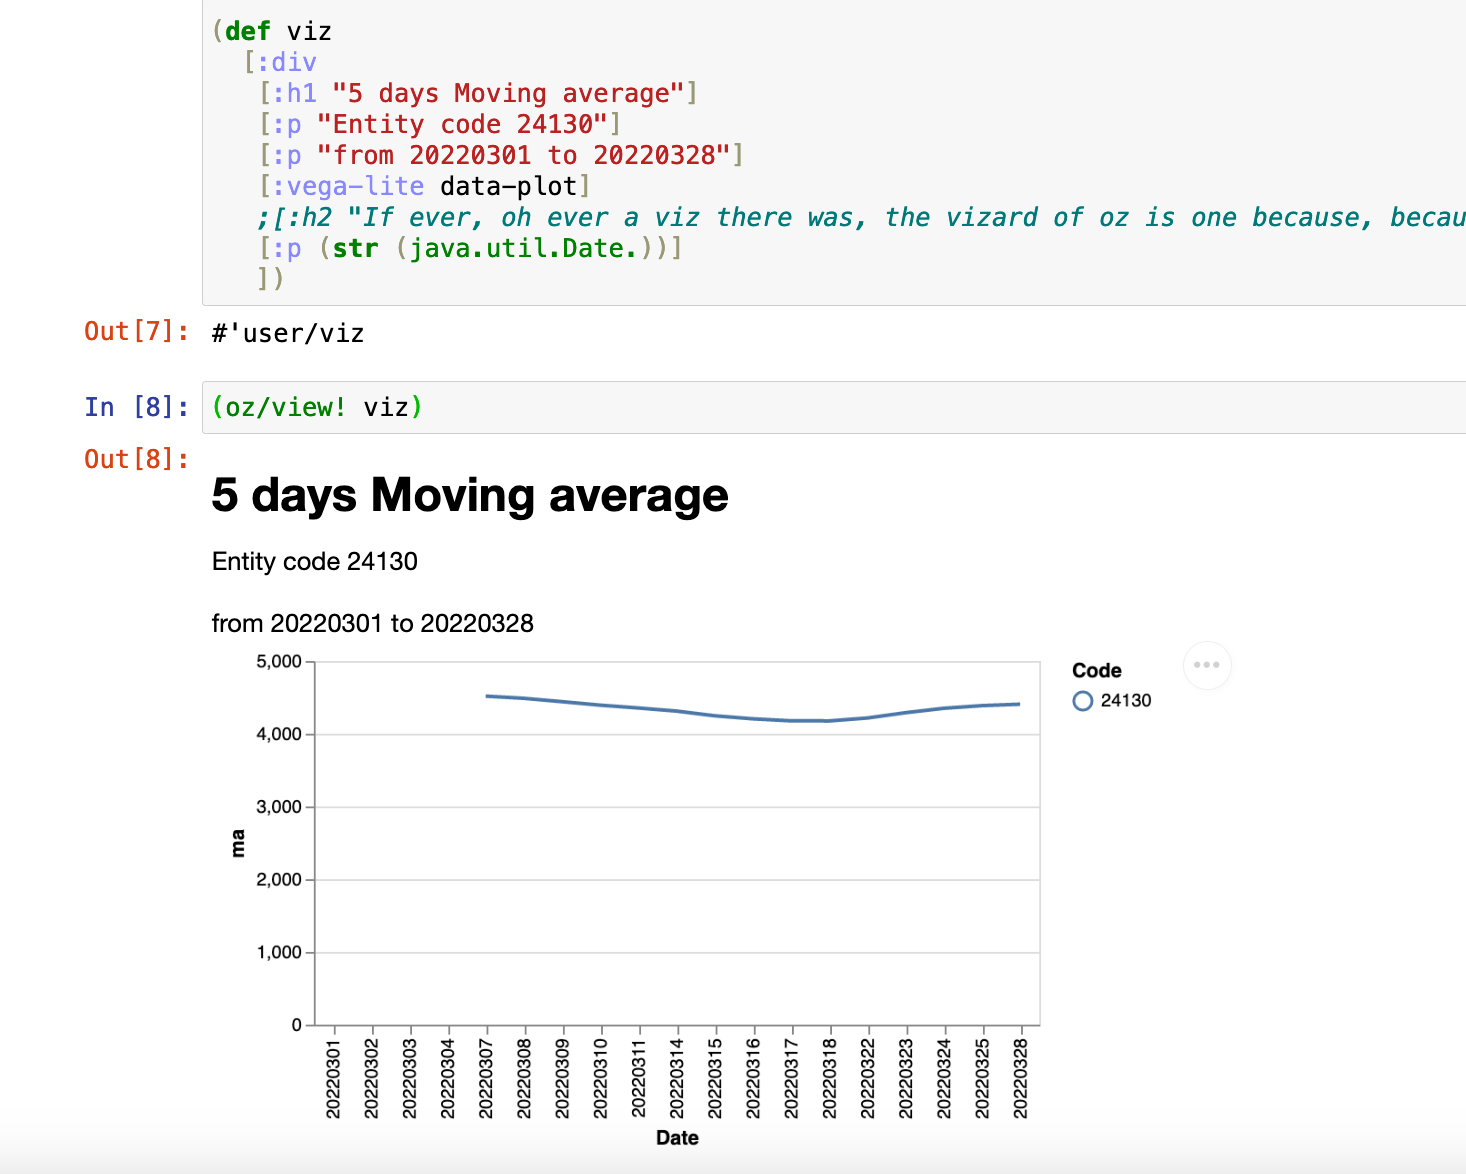 (def viz
[:div
[:h1 "5 days Moving average"]
[:p "Entity code 24130"]
[:p "from 20220301 to 20220328"]
[:vega-lite data-plot]
;[:h2 "If ever, oh ever a viz there was, the vizard of oz is one because, becau
[:p (str (java.util.Date.))]
])
Out[7]: #'user/viz
In [8]: (oz/view! viz)
Out[8]:
5 days Moving average
Entity code 24130
from 20220301 to 20220328
5,000
4,000
3,000
2,000
1,000
0
ma
Code
24130
20220301
20220302
20220303
20220304
20220307
20220308
20220309
20220310
20220311
20220314
20220315
20220316
20220317
20220318
20220322
20220323
20220324
20220325
20220328
Date